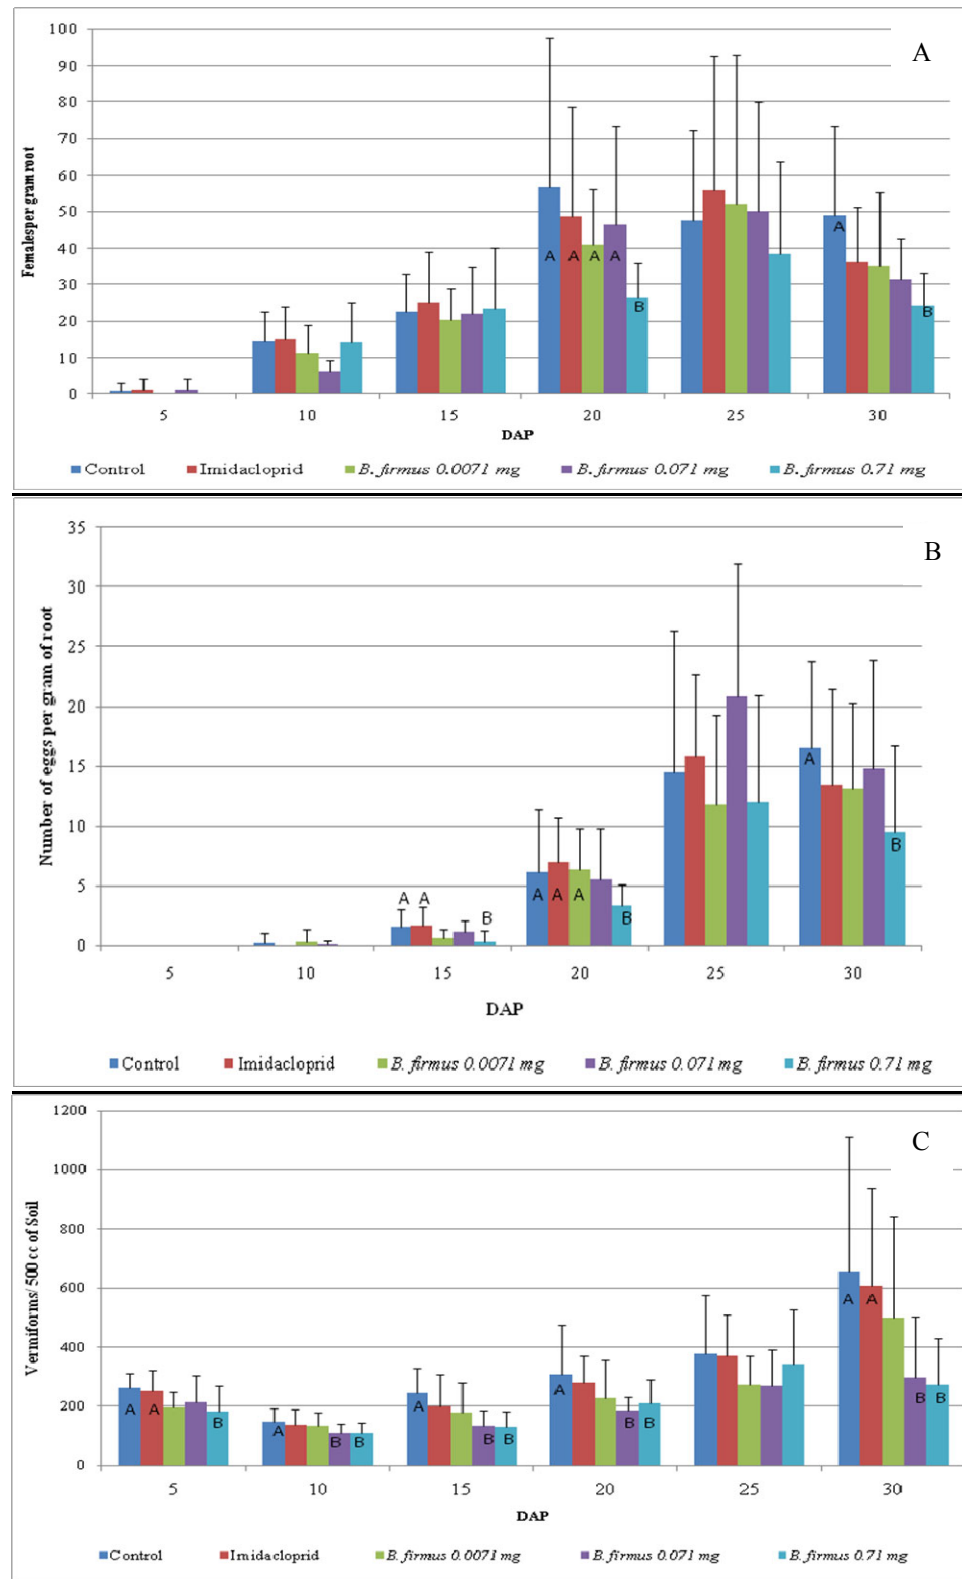 A
100
90
80
70
60
50
40
30
20
10
0
Femalesper gram root
A A A A B
A B
5 10 15 20 25 30
DAP
Control Imidacloprid B. firmus 0.0071 mg B. firmus 0.071 mg B. firmus 0.71 mg
B
35
30
25
20
15
10
5
0
Number of eggs per gram of root
A A B
A A A B
A B
5 10 15 20 25 30
DAP
Control Imidacloprid B. firmus 0.0071 mg B. firmus 0.071 mg B. firmus 0.71 mg
C
1200
1000
800
600
400
200
0
Vermiforms/500 cc of Soil
A A B
A B B
A B B
A B B
A A B B
5 10 15 20 25 30
DAP
Control Imidacloprid B. firmus 0.0071 mg B. firmus 0.071 mg B. firmus 0.71 mg